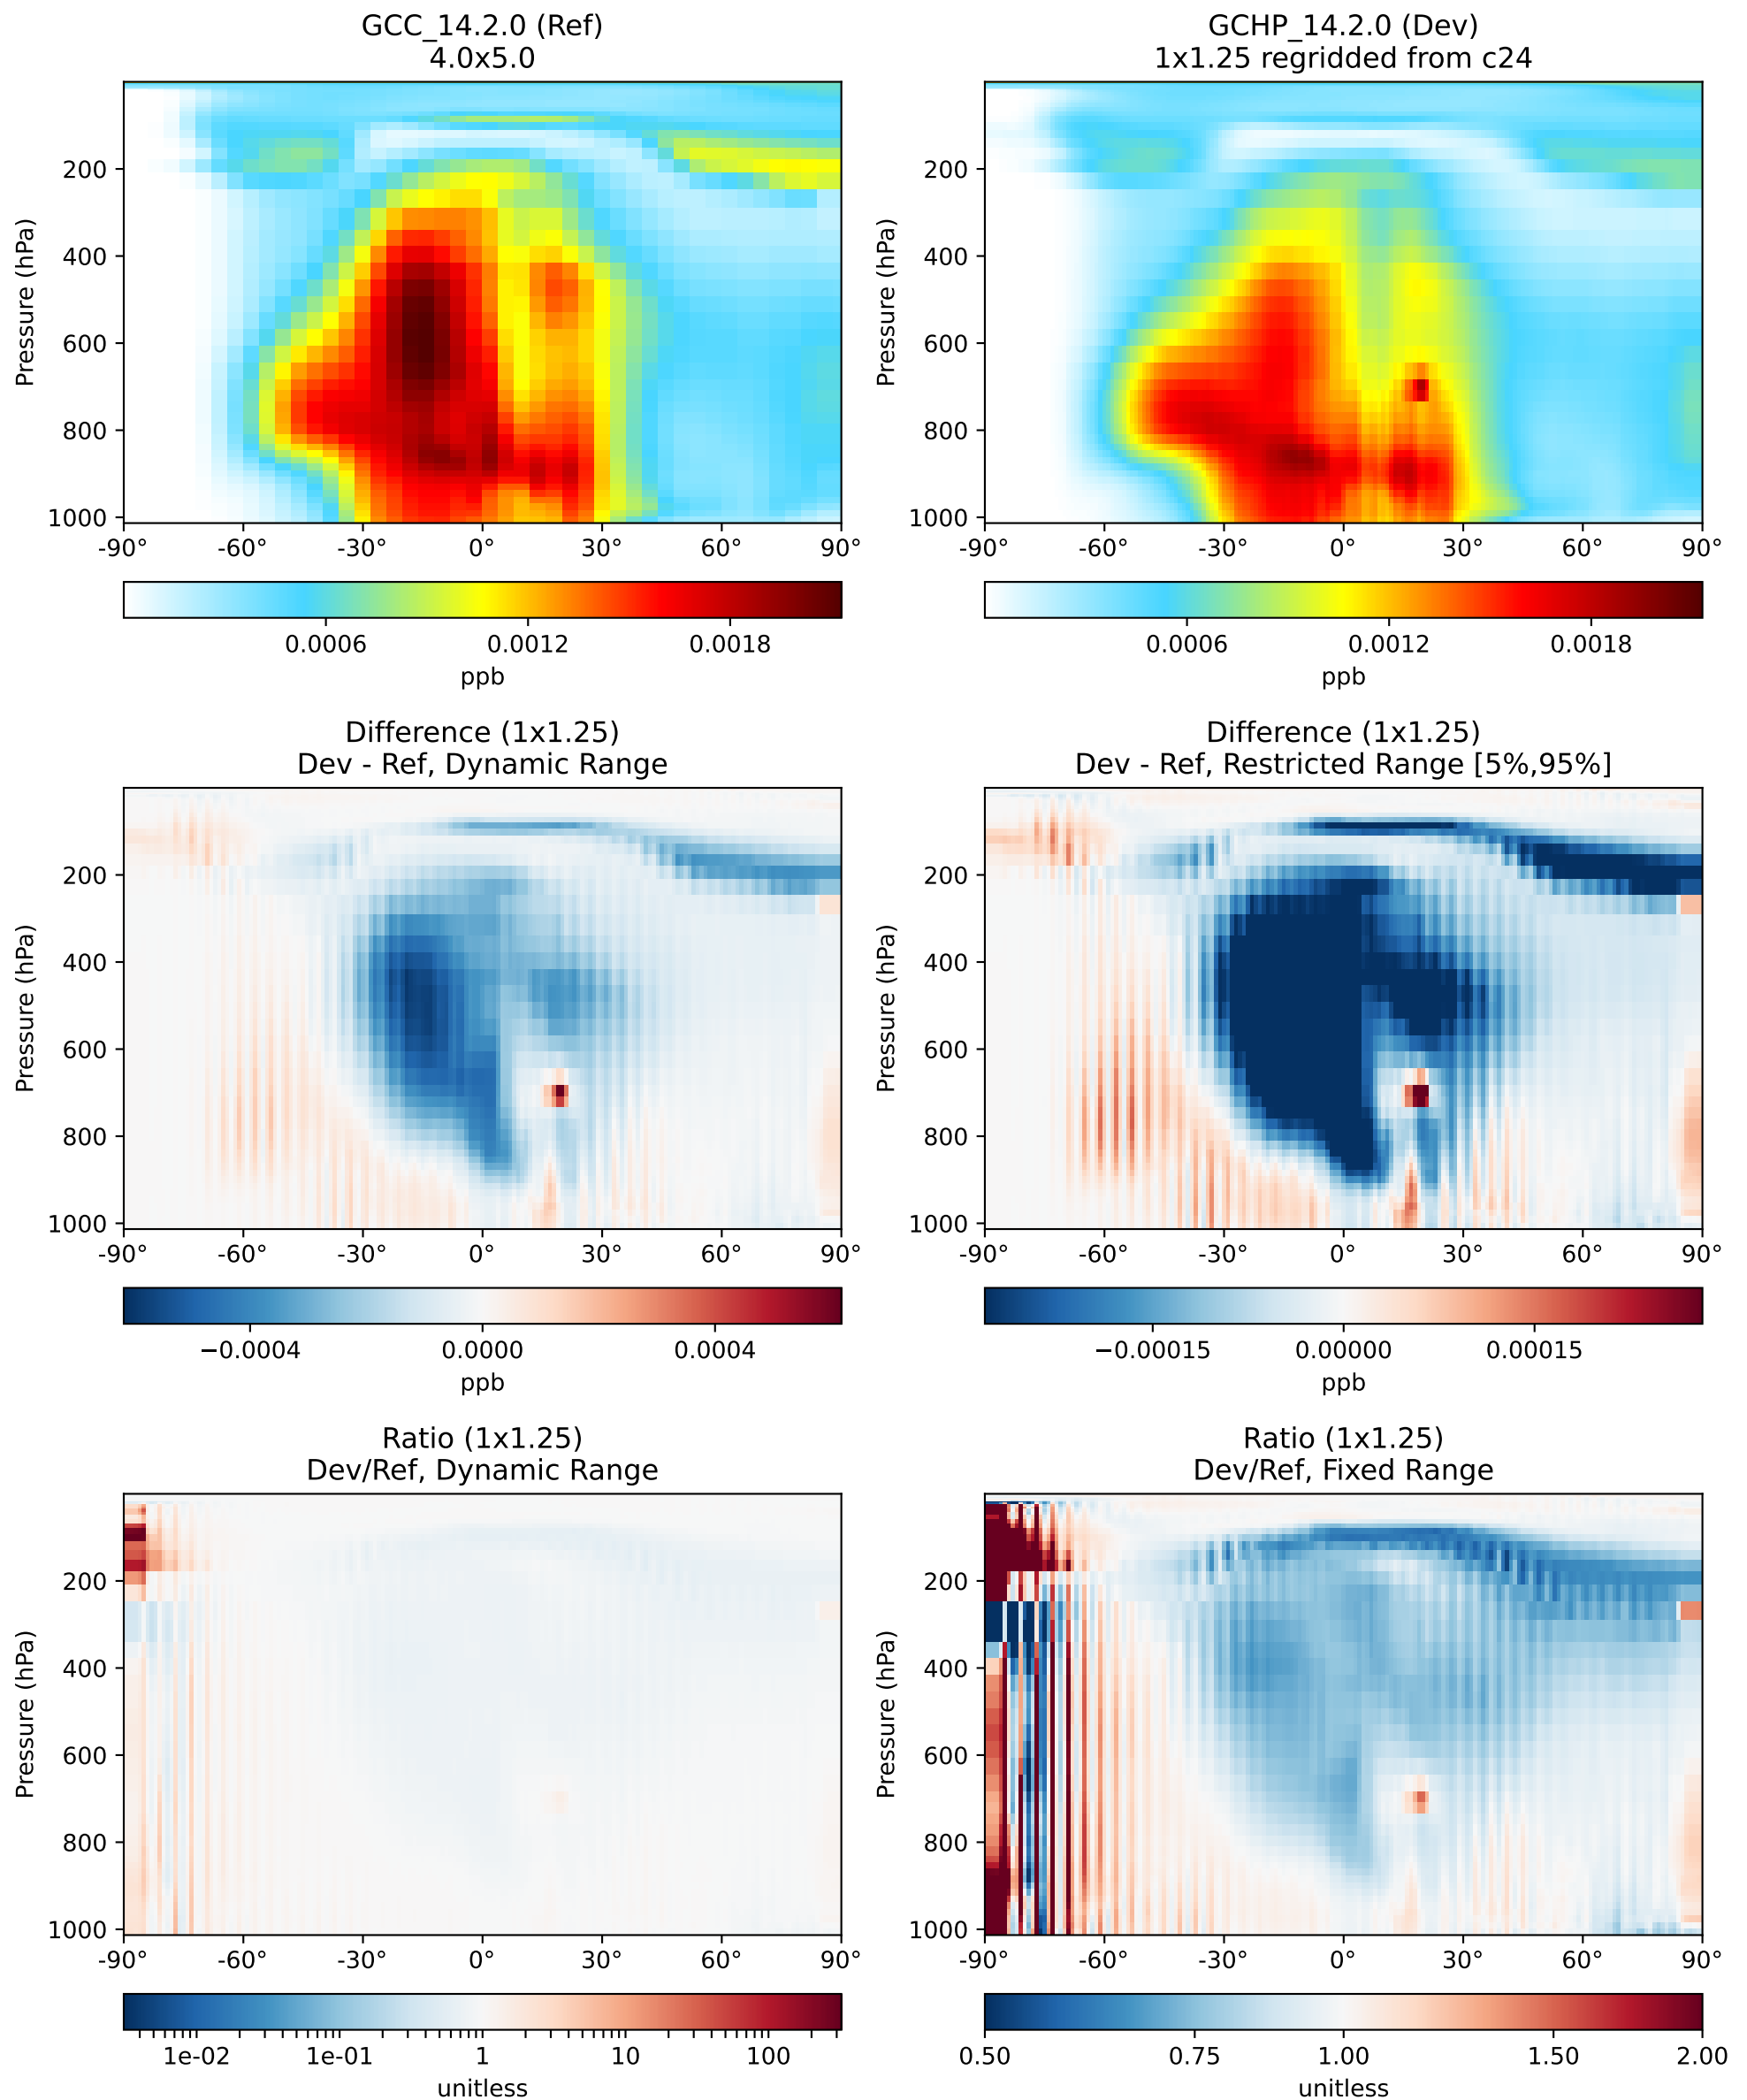 GCC_14.2.0 (Ref)
4.0x5.0
Pressure (hPa)
200
400
600
800
1000
-90° -60° -30° 0° 30° 60° 90°
0.0006 0.0012 0.0018
ppb
GCHP_14.2.0 (Dev)
1x1.25 regridded from c24
Pressure (hPa)
200
400
600
800
1000
-90° -60° -30° 0° 30° 60° 90°
0.0006 0.0012 0.0018
ppb
Difference (1x1.25)
Dev - Ref, Dynamic Range
Pressure (hPa)
200
400
600
800
1000
-90° -60° -30° 0° 30° 60° 90°
−0.0004 0.0000 0.0004
ppb
Difference (1x1.25)
Dev - Ref, Restricted Range [5%,95%]
Pressure (hPa)
200
400
600
800
1000
-90° -60° -30° 0° 30° 60° 90°
−0.00015 0.00000 0.00015
ppb
Ratio (1x1.25)
Dev/Ref, Dynamic Range
Pressure (hPa)
200
400
600
800
1000
-90° -60° -30° 0° 30° 60° 90°
1e-02 1e-01 1 10 100
unitless
Ratio (1x1.25)
Dev/Ref, Fixed Range
Pressure (hPa)
200
400
600
800
1000
-90° -60° -30° 0° 30° 60° 90°
0.50 0.75 1.00 1.50 2.00
unitless